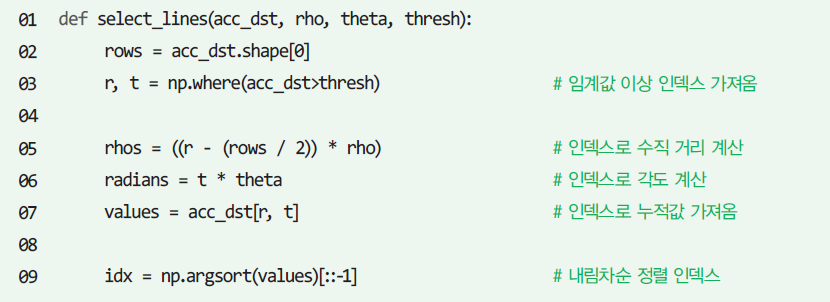 01 def select_lines(acc_dst, rho, theta, thresh):
02 rows = acc_dst.shape[0]
03 r, t = np.where(acc_dst>thresh) # 임계값 이상 인덱스 가져옴
04
05 rhos = ((r - (rows / 2)) * rho) # 인덱스로 수직 거리 계산
06 radians = t * theta # 인덱스로 각도 계산
07 values = acc_dst[r, t] # 인덱스로 누적값 가져옴
08
09 idx = np.argsort(values)[::-1] # 내림차순 정렬 인덱스